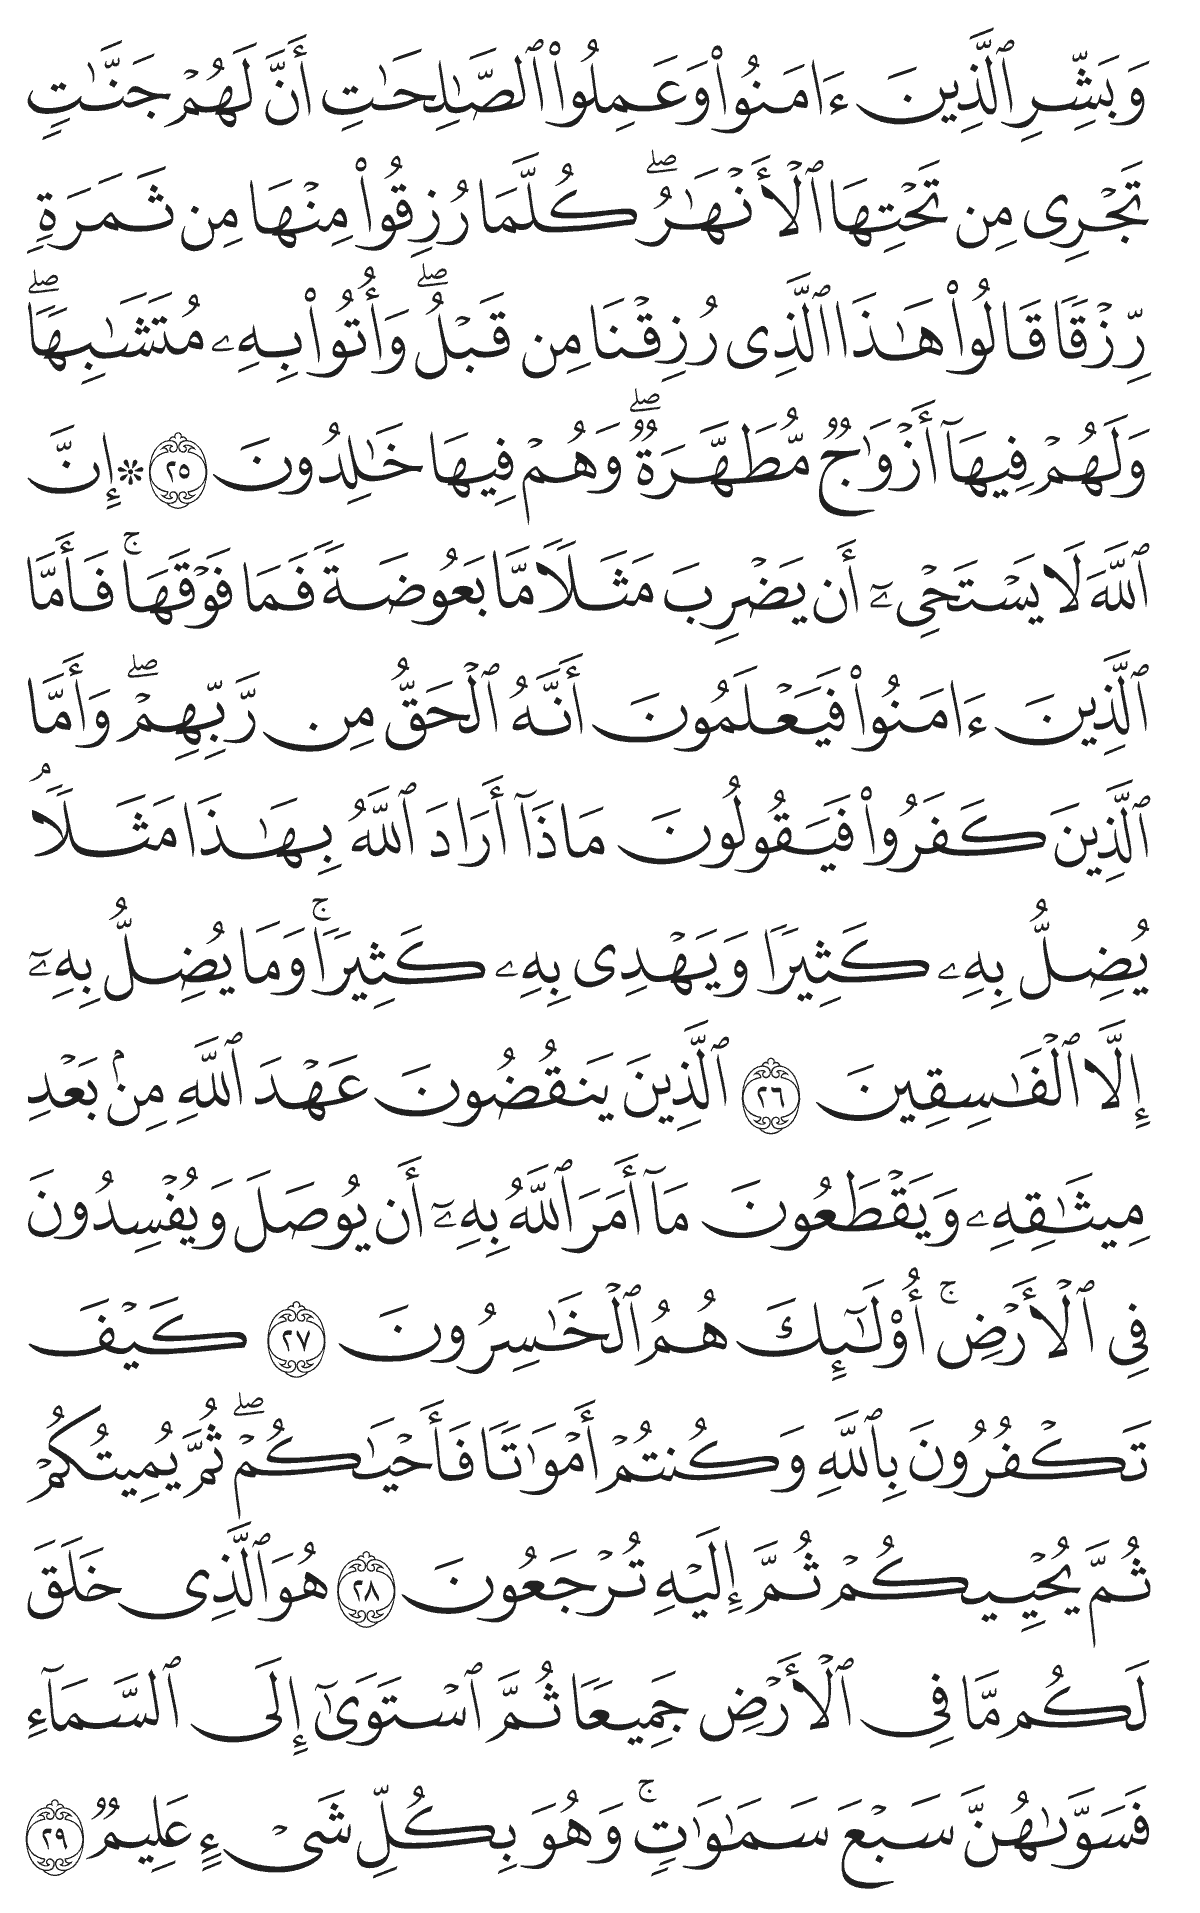 وَبَشِّرِ ٱلَّذِينَ ءَامَنُوا۟ وَعَمِلُوا۟ ٱلصَّـٰلِحَـٰتِ أَنَّ لَهُمْ جَنَّـٰتٍ
تَجْرِى مِن تَحْتِهَا ٱلْأَنْهَـٰرُ ۖ كُلَّمَا رُزِقُوا۟ مِنْهَا مِن ثَمَرَةٍ
رِّزْقًا قَالُوا۟ هَـٰذَا ٱلَّذِى رُزِقْنَا مِن قَبْلُ ۖ وَأُتُوا۟ بِهِۦ مُتَشَـٰبِهًا ۖ
وَلَهُمْ فِيهَآ أَزْوَٰجٌ مُّطَهَّرَةٌ ۖ وَهُمْ فِيهَا خَـٰلِدُونَ ٢٥ * إِنَّ
ٱللَّهَ لَا يَسْتَحْىِۦٓ أَن يَضْرِبَ مَثَلًا مَّا بَعُوضَةً فَمَا فَوْقَهَا ۚ فَأَمَّا
ٱلَّذِينَ ءَامَنُوا۟ فَيَعْلَمُونَ أَنَّهُ ٱلْحَقُّ مِن رَّبِّهِمْ ۖ وَأَمَّا
ٱلَّذِينَ كَفَرُوا۟ فَيَقُولُونَ مَاذَآ أَرَادَ ٱللَّهُ بِهَـٰذَا مَثَلًا ۘ
يُضِلُّ بِهِۦ كَثِيرًا وَيَهْدِى بِهِۦ كَثِيرًا ۚ وَمَا يُضِلُّ بِهِۦٓ
إِلَّا ٱلْفَـٰسِقِينَ ٢٦ ٱلَّذِينَ يَنقُضُونَ عَهْدَ ٱللَّهِ مِنۢ بَعْدِ
مِيثَـٰقِهِۦ وَيَقْطَعُونَ مَآ أَمَرَ ٱللَّهُ بِهِۦٓ أَن يُوصَلَ وَيُفْسِدُونَ
فِى ٱلْأَرْضِ ۚ أُو۟لَـٰٓئِكَ هُمُ ٱلْخَـٰسِرُونَ ٢٧ كَيْفَ
تَكْفُرُونَ بِٱللَّهِ وَكُنتُمْ أَمْوَٰتًا فَأَحْيَـٰكُمْ ۖ ثُمَّ يُمِيتُكُمْ
ثُمَّ يُحْيِيكُمْ ثُمَّ إِلَيْهِ تُرْجَعُونَ ٢٨ هُوَ ٱلَّذِى خَلَقَ
لَكُم مَّا فِى ٱلْأَرْضِ جَمِيعًا ثُمَّ ٱسْتَوَىٰٓ إِلَى ٱلسَّمَآءِ
فَسَوَّىٰهُنَّ سَبْعَ سَمَـٰوَٰتٍ ۚ وَهُوَ بِكُلِّ شَىْءٍ عَلِيمٌ ٢٩